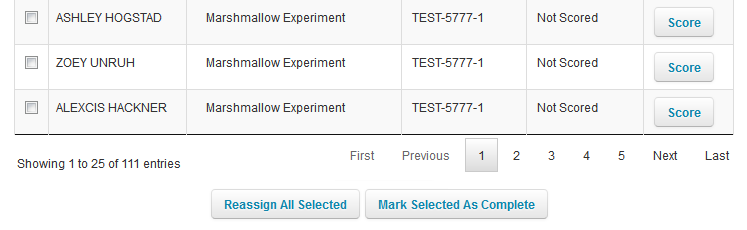 ASHLEY HOGSTAD Marshmallow Experiment TEST-5777-1 Not Scored Score
ZOEY UNRUH Marshmallow Experiment TEST-5777-1 Not Scored Score
ALEXCIS HACKNER Marshmallow Experiment TEST-5777-1 Not Scored Score
Showing 1 to 25 of 111 entries First Previous 1 2 3 4 5 Next Last
Reassign All Selected Mark Selected As Complete